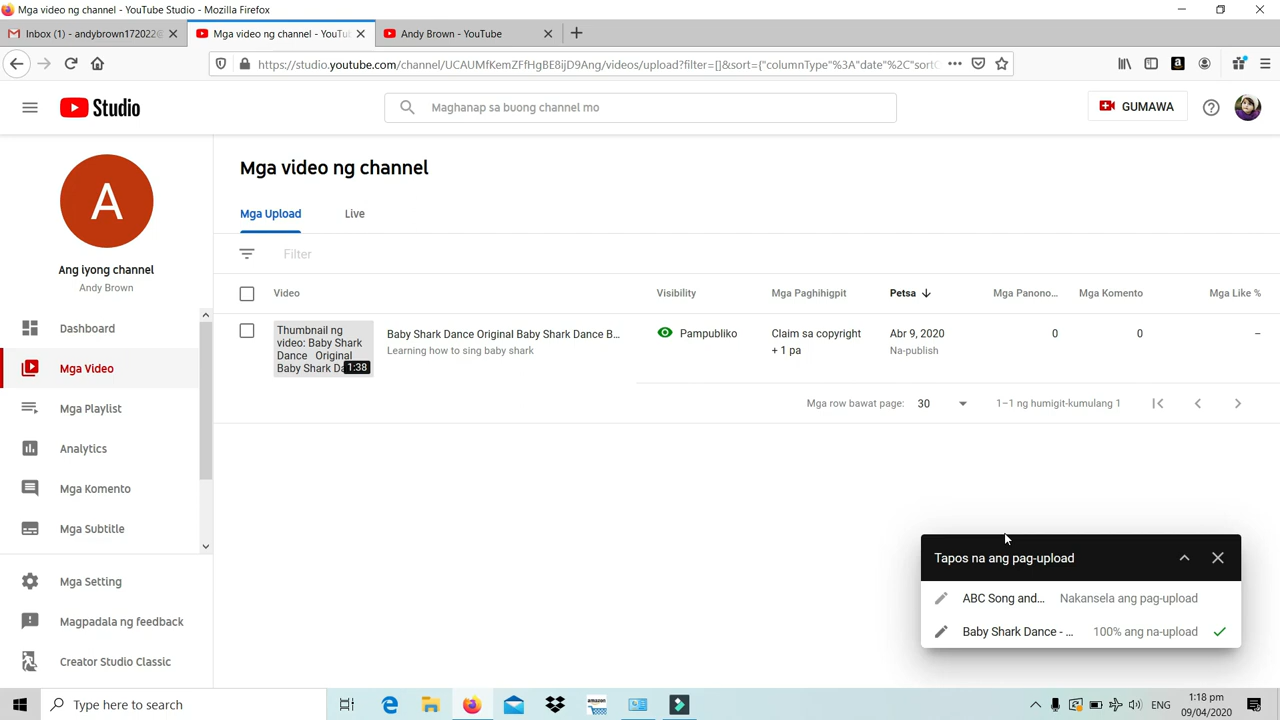 Mga video ng channel - YouTube Studio - Mozilla Firefox
Inbox (1) - andybrown172022@
Mga video ng channel - YouTu
Andy Brown - YouTube
https://studio.youtube.com/channel/UCAUMfKemZFfHgBE8ijD9Ang/videos/upload?filter=[]&sort={"columnType"%3A"date"%2C"sortO
Studio
Maghanap sa buong channel mo
GUMAWA
A
Ang iyong channel
Andy Brown
Dashboard
Mga Video
Mga Playlist
Analytics
Mga Komento
Mga Subtitle
Mga Setting
Magpadala ng feedback
Creator Studio Classic
Mga video ng channel
Mga Upload
Live
Filter
Video
Visibility
Mga Paghihigpit
Petsa
Mga Panono...
Mga Komento
Mga Like %
Thumbnail ng
video: Baby Shark
Dance Original
Baby Shark Da
1:38
Baby Shark Dance Original Baby Shark Dance B...
Learning how to sing baby shark
Pampubliko
Claim sa copyright
+ 1 pa
Abr 9, 2020
Na-publish
0
0
–
Mga row bawat page: 30
1–1 ng humigit-kumulang 1
Tapos na ang pag-upload
ABC Song and... Nakansela ang pag-upload
Baby Shark Dance - ... 100% ang na-upload
Type here to search
amazon
ENG
1:18 pm
09/04/2020